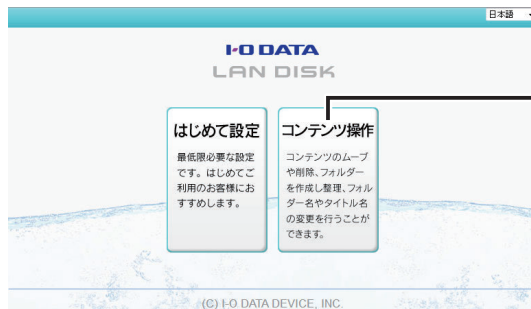 日本語
I-O DATA
LAN DISK
はじめて設定
最低限必要な設定
です。はじめてご
利用のお客様にお
すすめします。
コンテンツ操作
コンテンツのムーブ
や削除、フォルダー
を作成し整理、フォル
ダー名やタイトル名
の変更を行うことが
できます。
(C) I-O DATA DEVICE, INC.